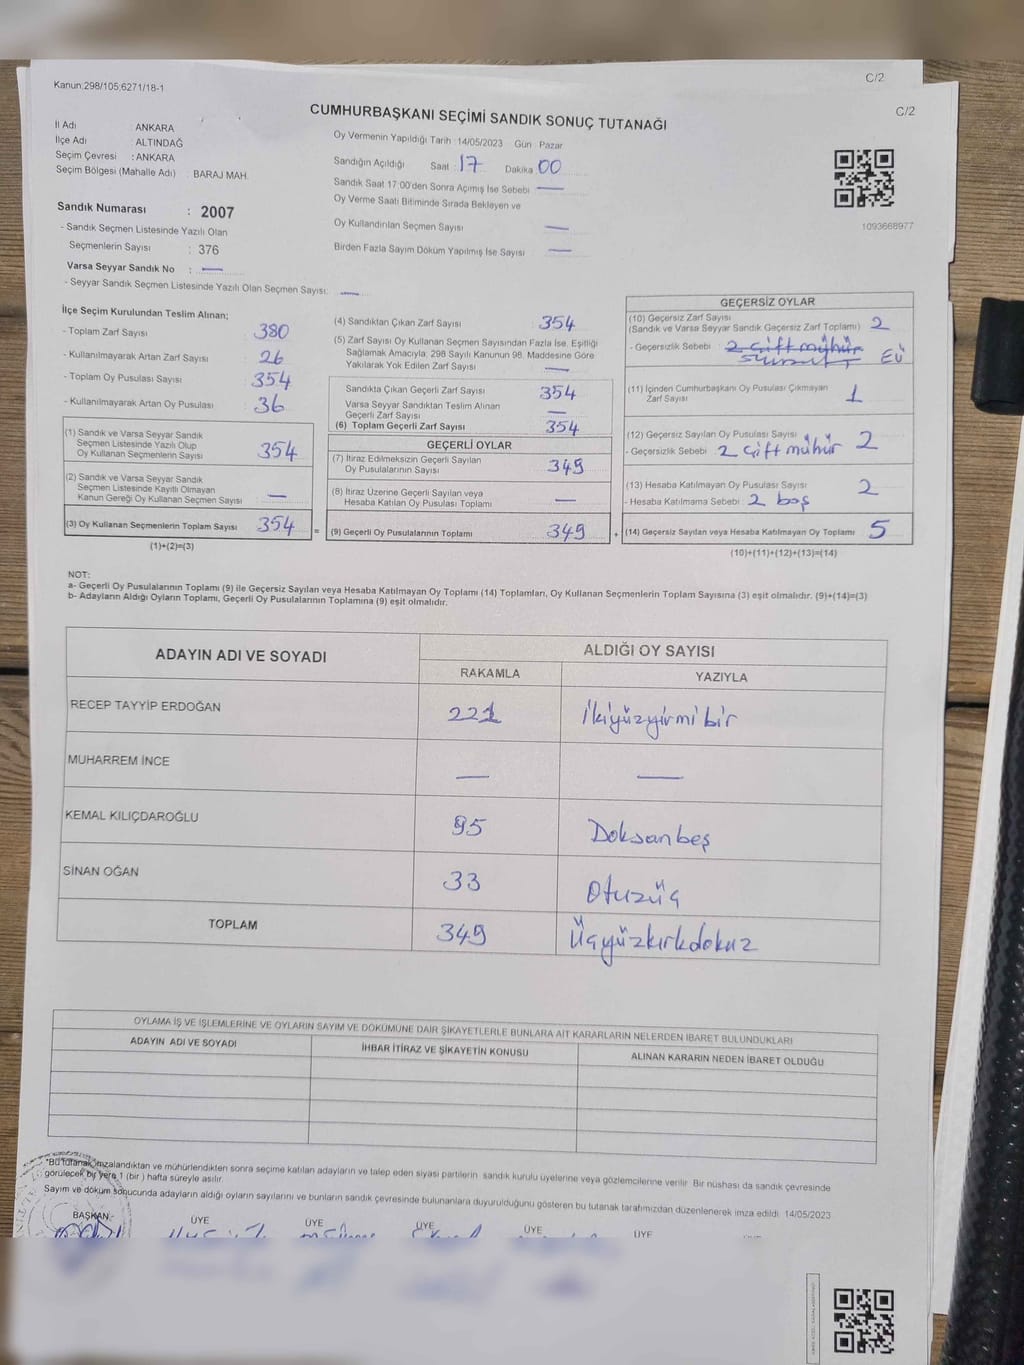 Kanun:298/105:6271/18-1
C/2
C/2
CUMHURBAŞKANI SEÇİMİ SANDIK SONUÇ TUTANAĞI
İl Adı : ANKARA
İlçe Adı : ALTINDAĞ
Seçim Çevresi : ANKARA
Seçim Bölgesi (Mahalle Adı) : BARAJ MAH.
Oy Vermenin Yapıldığı Tarih :14/05/2023 Gün Pazar
Sandığın Açıldığı Saat : 17 Dakika 00
Sandık Saat 17:00'den Sonra Açımış İse Sebebi —
Oy Verme Saati Bitiminde Sırada Bekleyen ve
Oy Kullandırılan Seçmen Sayısı —
Birden Fazla Sayım Döküm Yapılmış İse Sayısı —
1093668977
Sandık Numarası : 2007
- Sandık Seçmen Listesinde Yazılı Olan
Seçmenlerin Sayısı : 376
Varsa Seyyar Sandık No : —
- Seyyar Sandık Seçmen Listesinde Yazılı Olan Seçmen Sayısı: —
İlçe Seçim Kurulundan Teslim Alınan;
- Toplam Zarf Sayısı 380
- Kullanılmayarak Artan Zarf Sayısı 26
- Toplam Oy Pusulası Sayısı 354
- Kullanılmayarak Artan Oy Pusulası 36
(1) Sandık ve Varsa Seyyar Sandık
Seçmen Listesinde Yazılı Olup
Oy Kullanan Seçmenlerin Sayısı 354
(2) Sandık ve Varsa Seyyar Sandık
Seçmen Listesinde Kayıtlı Olmayan
Kanun Gereği Oy Kullanan Seçmen Sayısı —
(3) Oy Kullanan Seçmenlerin Toplam Sayısı 354 =
(1)+(2)=(3)
(4) Sandıktan Çıkan Zarf Sayısı 354
(5) Zarf Sayısı Oy Kullanan Seçmen Sayısından Fazla İse, Eşitliği
Sağlamak Amacıyla; 298 Sayılı Kanunun 98. Maddesine Göre
Yakılarak Yok Edilen Zarf Sayısı —
Sandıkta Çıkan Geçerli Zarf Sayısı 354
Varsa Seyyar Sandıktan Teslim Alınan
Geçerli Zarf Sayısı —
(6) Toplam Geçerli Zarf Sayısı 354
GEÇERLİ OYLAR
(7) İtiraz Edilmeksizin Geçerli Sayılan
Oy Pusulalarının Sayısı 349
(8) İtiraz Üzerine Geçerli Sayılan veya
Hesaba Katılan Oy Pusulası Toplamı —
(9) Geçerli Oy Pusulalarının Toplamı 349 +
GEÇERSİZ OYLAR
(10) Geçersiz Zarf Sayısı
(Sandık ve Varsa Seyyar Sandık Geçersiz Zarf Toplamı) 2
- Geçersizlik Sebebi : 2 Çift mühür EÜ
(11) İçinden Cumhurbaşkanı Oy Pusulası Çıkmayan
Zarf Sayısı 1
(12) Geçersiz Sayılan Oy Pusulası Sayısı 2
- Geçersizlik Sebebi : 2 Çift mühür
(13) Hesaba Katılmayan Oy Pusulası Sayısı 2
- Hesaba Katılmama Sebebi : 2 boş
(14) Geçersiz Sayılan veya Hesaba Katılmayan Oy Toplamı 5
(10)+(11)+(12)+(13)=(14)
NOT:
a- Geçerli Oy Pusulalarının Toplamı (9) ile Geçersiz Sayılan veya Hesaba Katılmayan Oy Toplamı (14) Toplamları, Oy Kullanan Seçmenlerin Toplam Sayısına (3) eşit olmalıdır. (9)+(14)=(3)
b- Adayların Aldığı Oyların Toplamı, Geçerli Oy Pusulalarının Toplamına (9) eşit olmalıdır.
ADAYIN ADI VE SOYADI ALDIĞI OY SAYISI
RAKAMLA YAZIYLA
RECEP TAYYİP ERDOĞAN 221 İkiyüzyirmibir
MUHARREM İNCE — —
KEMAL KILIÇDAROĞLU 95 Doksanbeş
SİNAN OĞAN 33 Otuzüç
TOPLAM 349 Üçyüzkırkdokuz
OYLAMA İŞ VE İŞLEMLERİNE VE OYLARIN SAYIM VE DÖKÜMÜNE DAİR ŞİKAYETLERLE BUNLARA AİT KARARLARIN NELERDEN İBARET BULUNDUKLARI
ADAYIN ADI VE SOYADI İHBAR İTİRAZ VE ŞİKAYETİN KONUSU ALINAN KARARIN NEDEN İBARET OLDUĞU
*Bu tutanak, imzalandıktan ve mühürlendikten sonra seçime katılan adayların ve talep eden siyasi partilerin sandık kurulu üyelerine veya gözlemcilerine verilir. Bir nüshası da sandık çevresinde
görülecek bir yere 1 (bir) hafta süreyle asılır.
Sayım ve döküm sonucunda adayların aldığı oyların sayılarını ve bunların sandık çevresinde bulunanlara duyurulduğunu gösteren bu tutanak tarafımızdan düzenlenerek imza edildi. 14/05/2023
BAŞKAN ÜYE ÜYE ÜYE ÜYE ÜYE